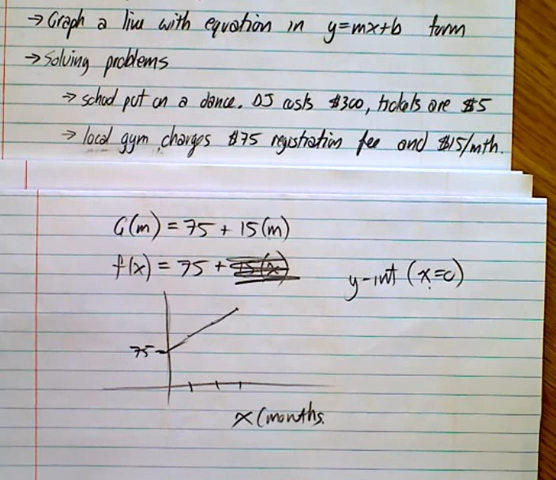 → Graph a line with equation in y=mx+b form
→ Solving problems
→ school put on a dance. DJ costs $300, tickets are $5
→ local gym charges $75 registration fee and $15/mth.
G(m) = 75 + 15(m)
f(x) = 75 + 15(x)
y-int (x=0)
75
x (months.